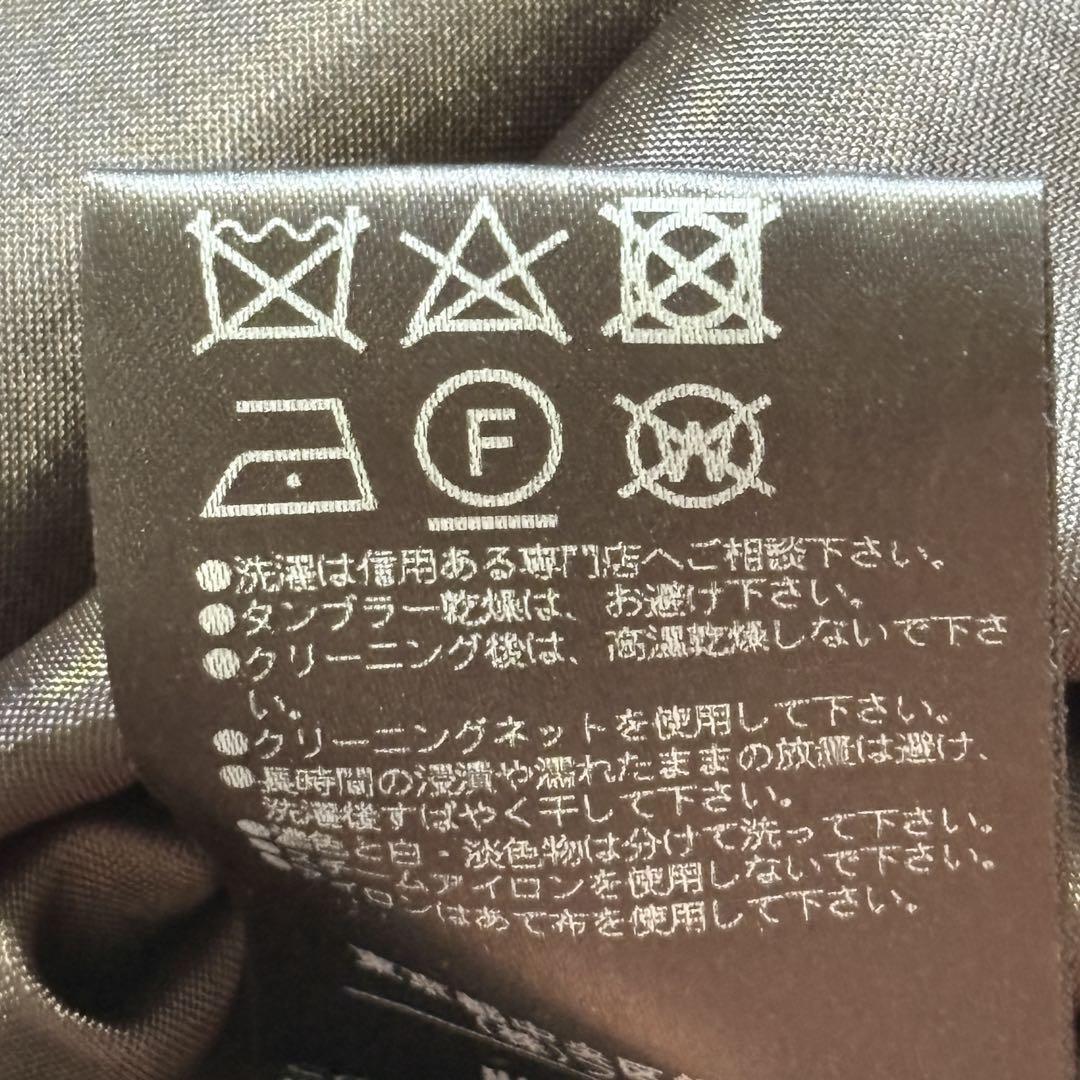 F
W
●洗濯は信用ある専門店へご相談下さい。
●タンブラー乾燥は、お避け下さい。
●クリーニング後は、高温乾燥しないで下さ
い。
●クリーニングネットを使用して下さい。
●長時間の浸漬や濡れたままの放置は避け、
洗濯後すばやく干して下さい。
と白・淡色物は分けて洗って下さい。
ームアイロンを使用しないで下さい。
イロンはあて布を使用して下さい。